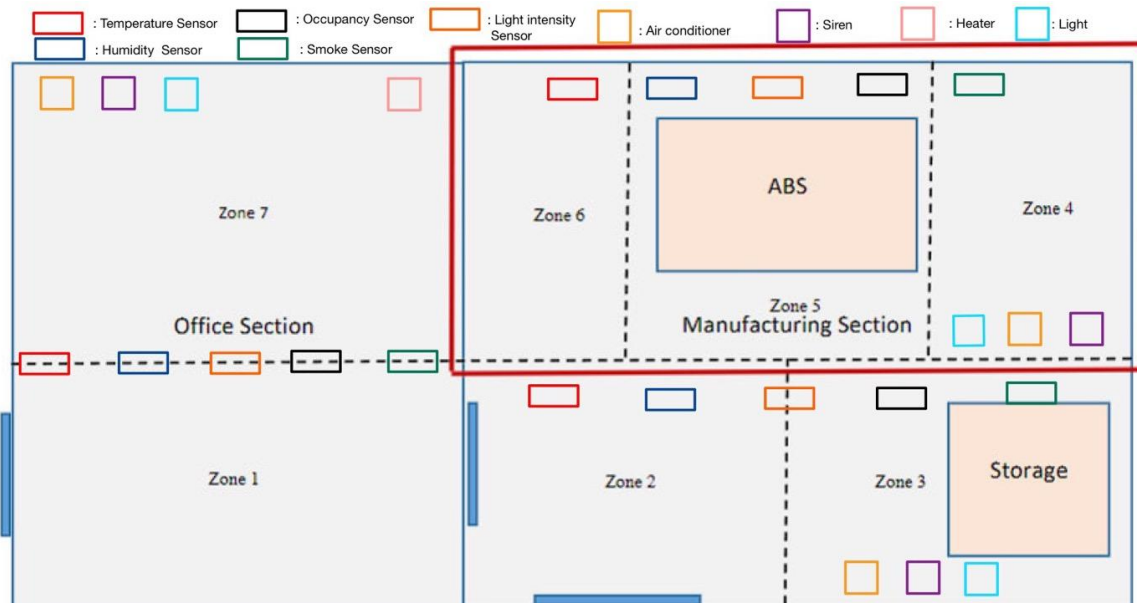 : Temperature Sensor
: Occupancy Sensor
: Light intensity
Sensor
: Air conditioner
: Siren
: Heater
: Light
: Humidity Sensor
: Smoke Sensor
ABS
Zone 7
Zone 6
Zone 4
Zone 5
Office Section
Manufacturing Section
Zone 1
Zone 2
Zone 3
Storage